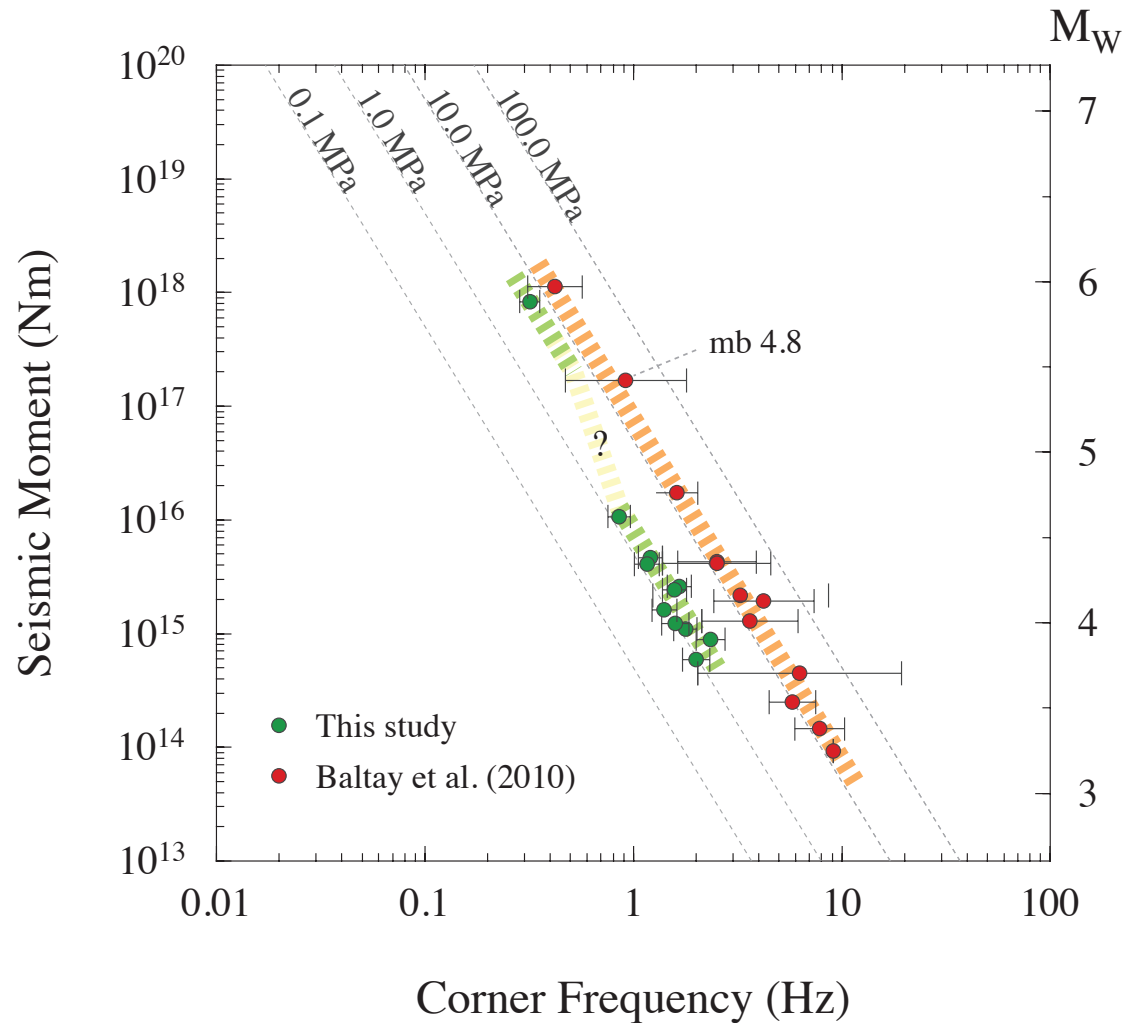 M_W
10^20
10^19
10^18
10^17
10^16
10^15
10^14
10^13
7
6
5
4
3
0.1 MPa
1.0 MPa
10.0 MPa
100.0 MPa
mb 4.8
?
This study
Baltay et al. (2010)
0.01
0.1
1
10
100
Seismic Moment (Nm)
Corner Frequency (Hz)